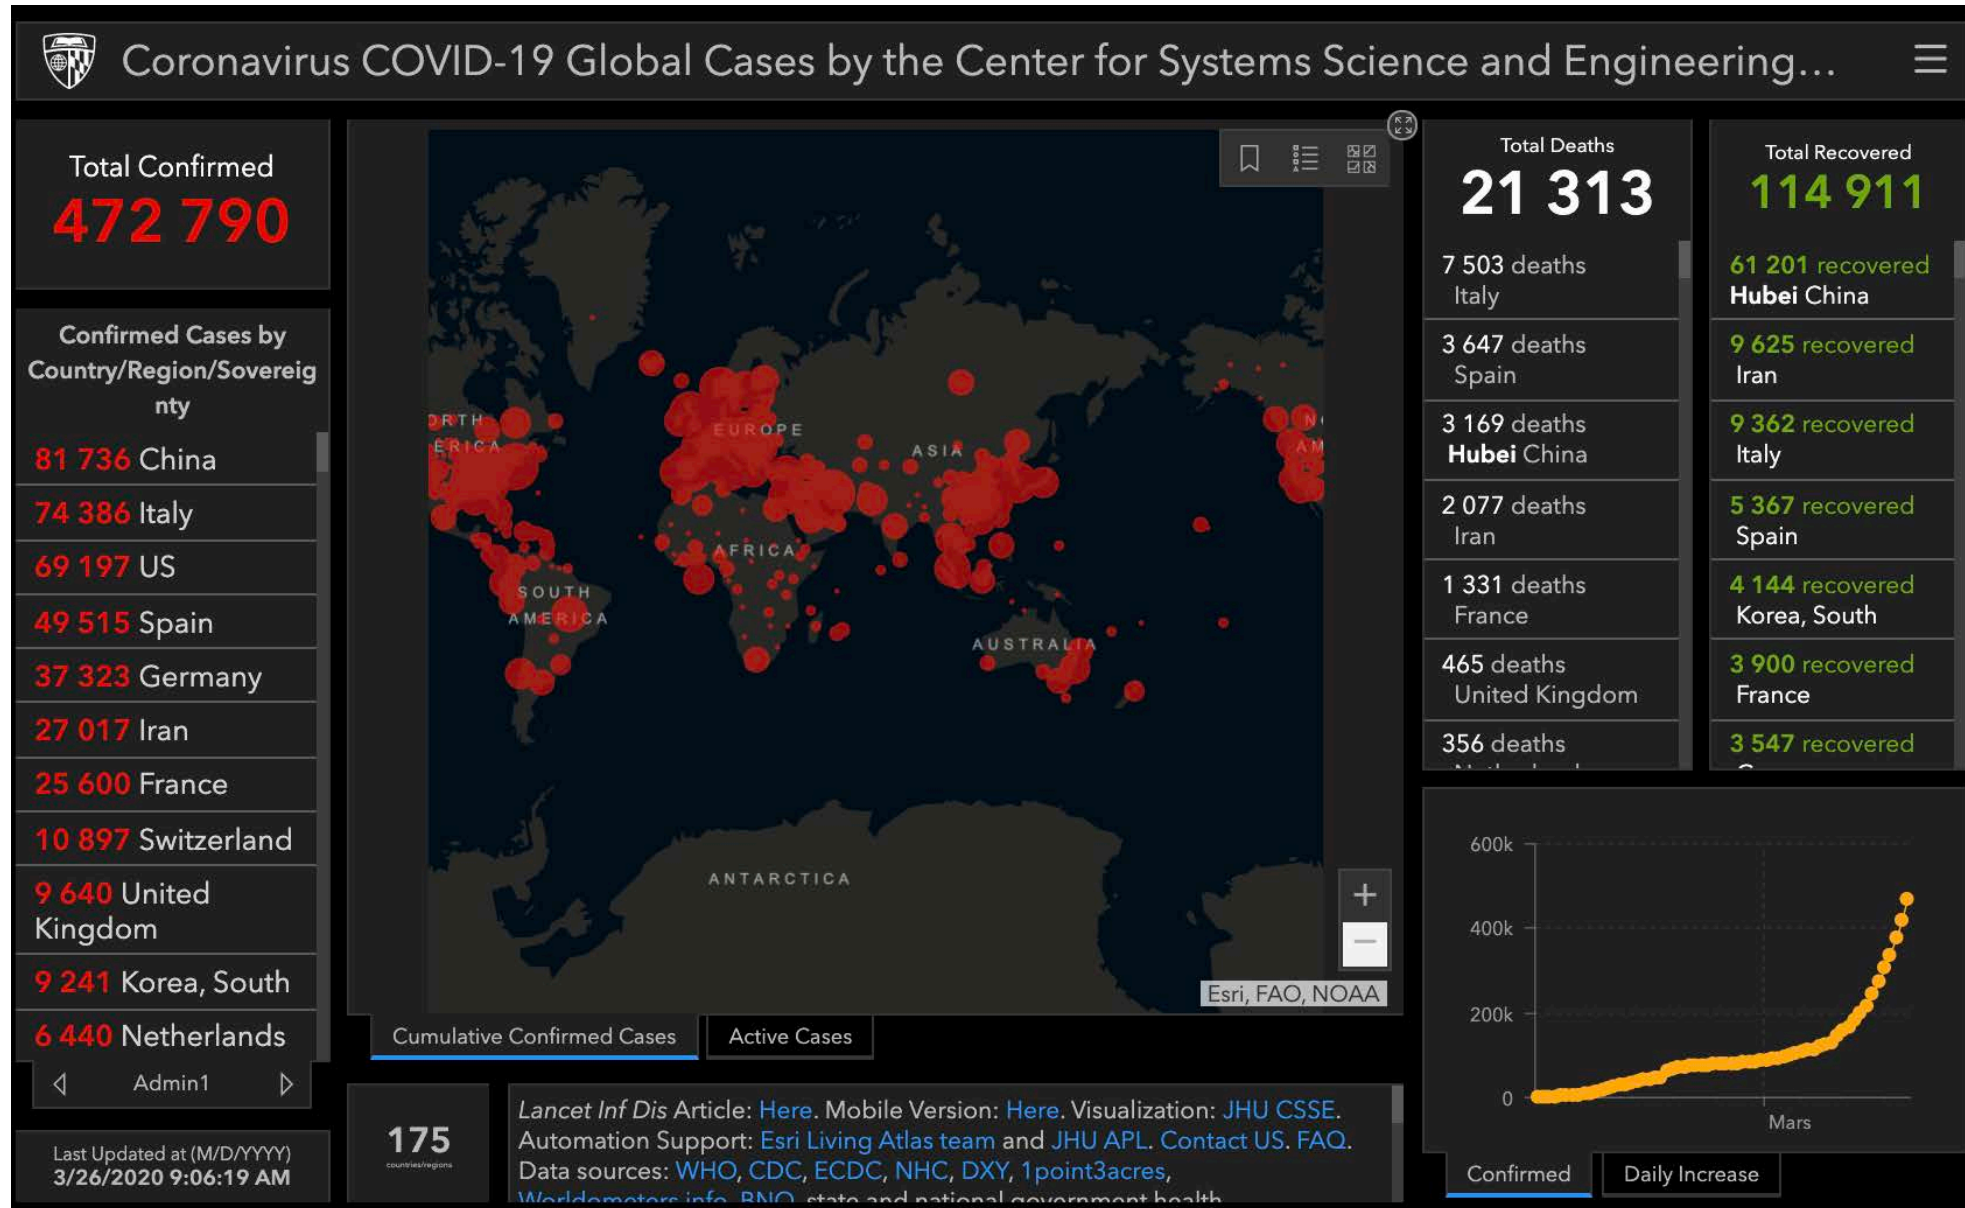 Coronavirus COVID-19 Global Cases by the Center for Systems Science and Engineering...
Total Confirmed
472 790
Confirmed Cases by
Country/Region/Sovereig
nty
81 736 China
74 386 Italy
69 197 US
49 515 Spain
37 323 Germany
27 017 Iran
25 600 France
10 897 Switzerland
9 640 United
Kingdom
9 241 Korea, South
6 440 Netherlands
Admin1
Last Updated at (M/D/YYYY)
3/26/2020 9:06:19 AM
EUROPE
ASIA
AFRICA
SOUTH
AMERICA
AUSTRALIA
ANTARCTICA
Esri, FAO, NOAA
Cumulative Confirmed Cases
Active Cases
175
countries/regions
Lancet Inf Dis Article: Here. Mobile Version: Here. Visualization: JHU CSSE.
Automation Support: Esri Living Atlas team and JHU APL. Contact US. FAQ.
Data sources: WHO, CDC, ECDC, NHC, DXY, 1point3acres,
Worldometers.info, BNO, state and national government health
Total Deaths
21 313
7 503 deaths
Italy
3 647 deaths
Spain
3 169 deaths
Hubei China
2 077 deaths
Iran
1 331 deaths
France
465 deaths
United Kingdom
356 deaths
Total Recovered
114 911
61 201 recovered
Hubei China
9 625 recovered
Iran
9 362 recovered
Italy
5 367 recovered
Spain
4 144 recovered
Korea, South
3 900 recovered
France
3 547 recovered
600k
400k
200k
0
Mars
Confirmed
Daily Increase